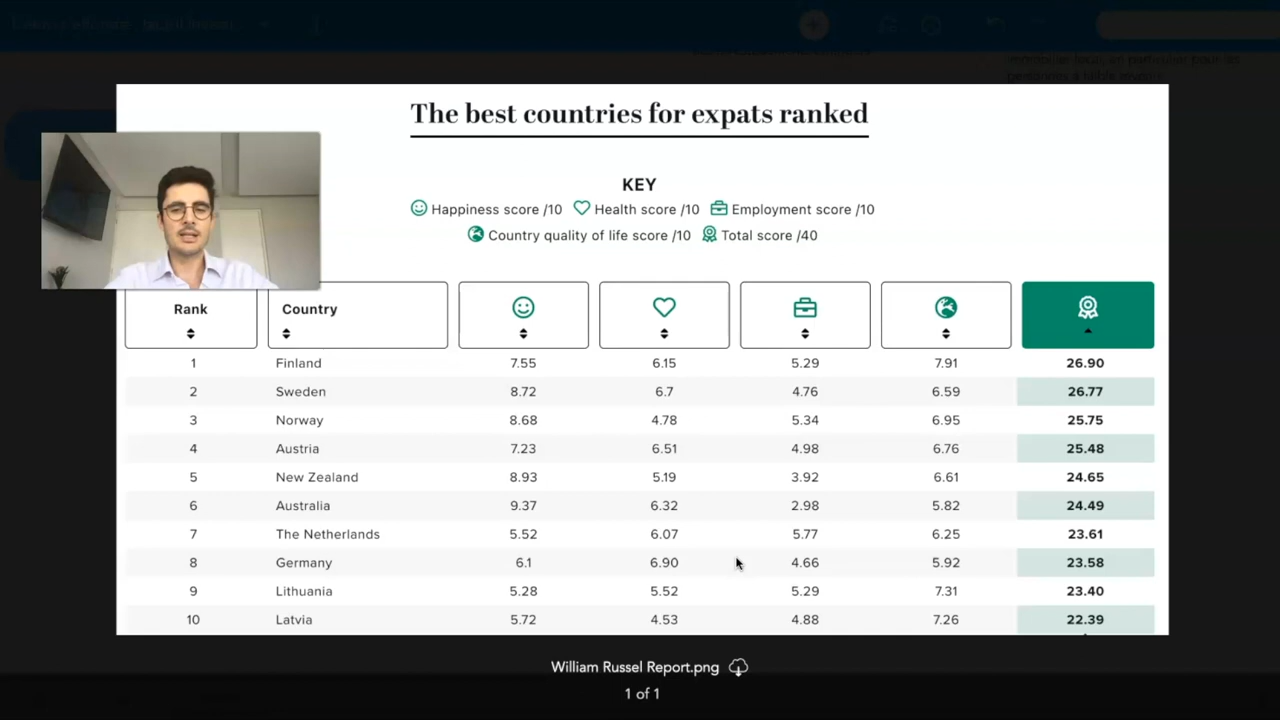 The best countries for expats ranked
KEY
Happiness score /10 Health score /10 Employment score /10
Country quality of life score /10 Total score /40
Rank Country
1 Finland 7.55 6.15 5.29 7.91 26.90
2 Sweden 8.72 6.7 4.76 6.59 26.77
3 Norway 8.68 4.78 5.34 6.95 25.75
4 Austria 7.23 6.51 4.98 6.76 25.48
5 New Zealand 8.93 5.19 3.92 6.61 24.65
6 Australia 9.37 6.32 2.98 5.82 24.49
7 The Netherlands 5.52 6.07 5.77 6.25 23.61
8 Germany 6.1 6.90 4.66 5.92 23.58
9 Lithuania 5.28 5.52 5.29 7.31 23.40
10 Latvia 5.72 4.53 4.88 7.26 22.39
William Russel Report.png
1 of 1